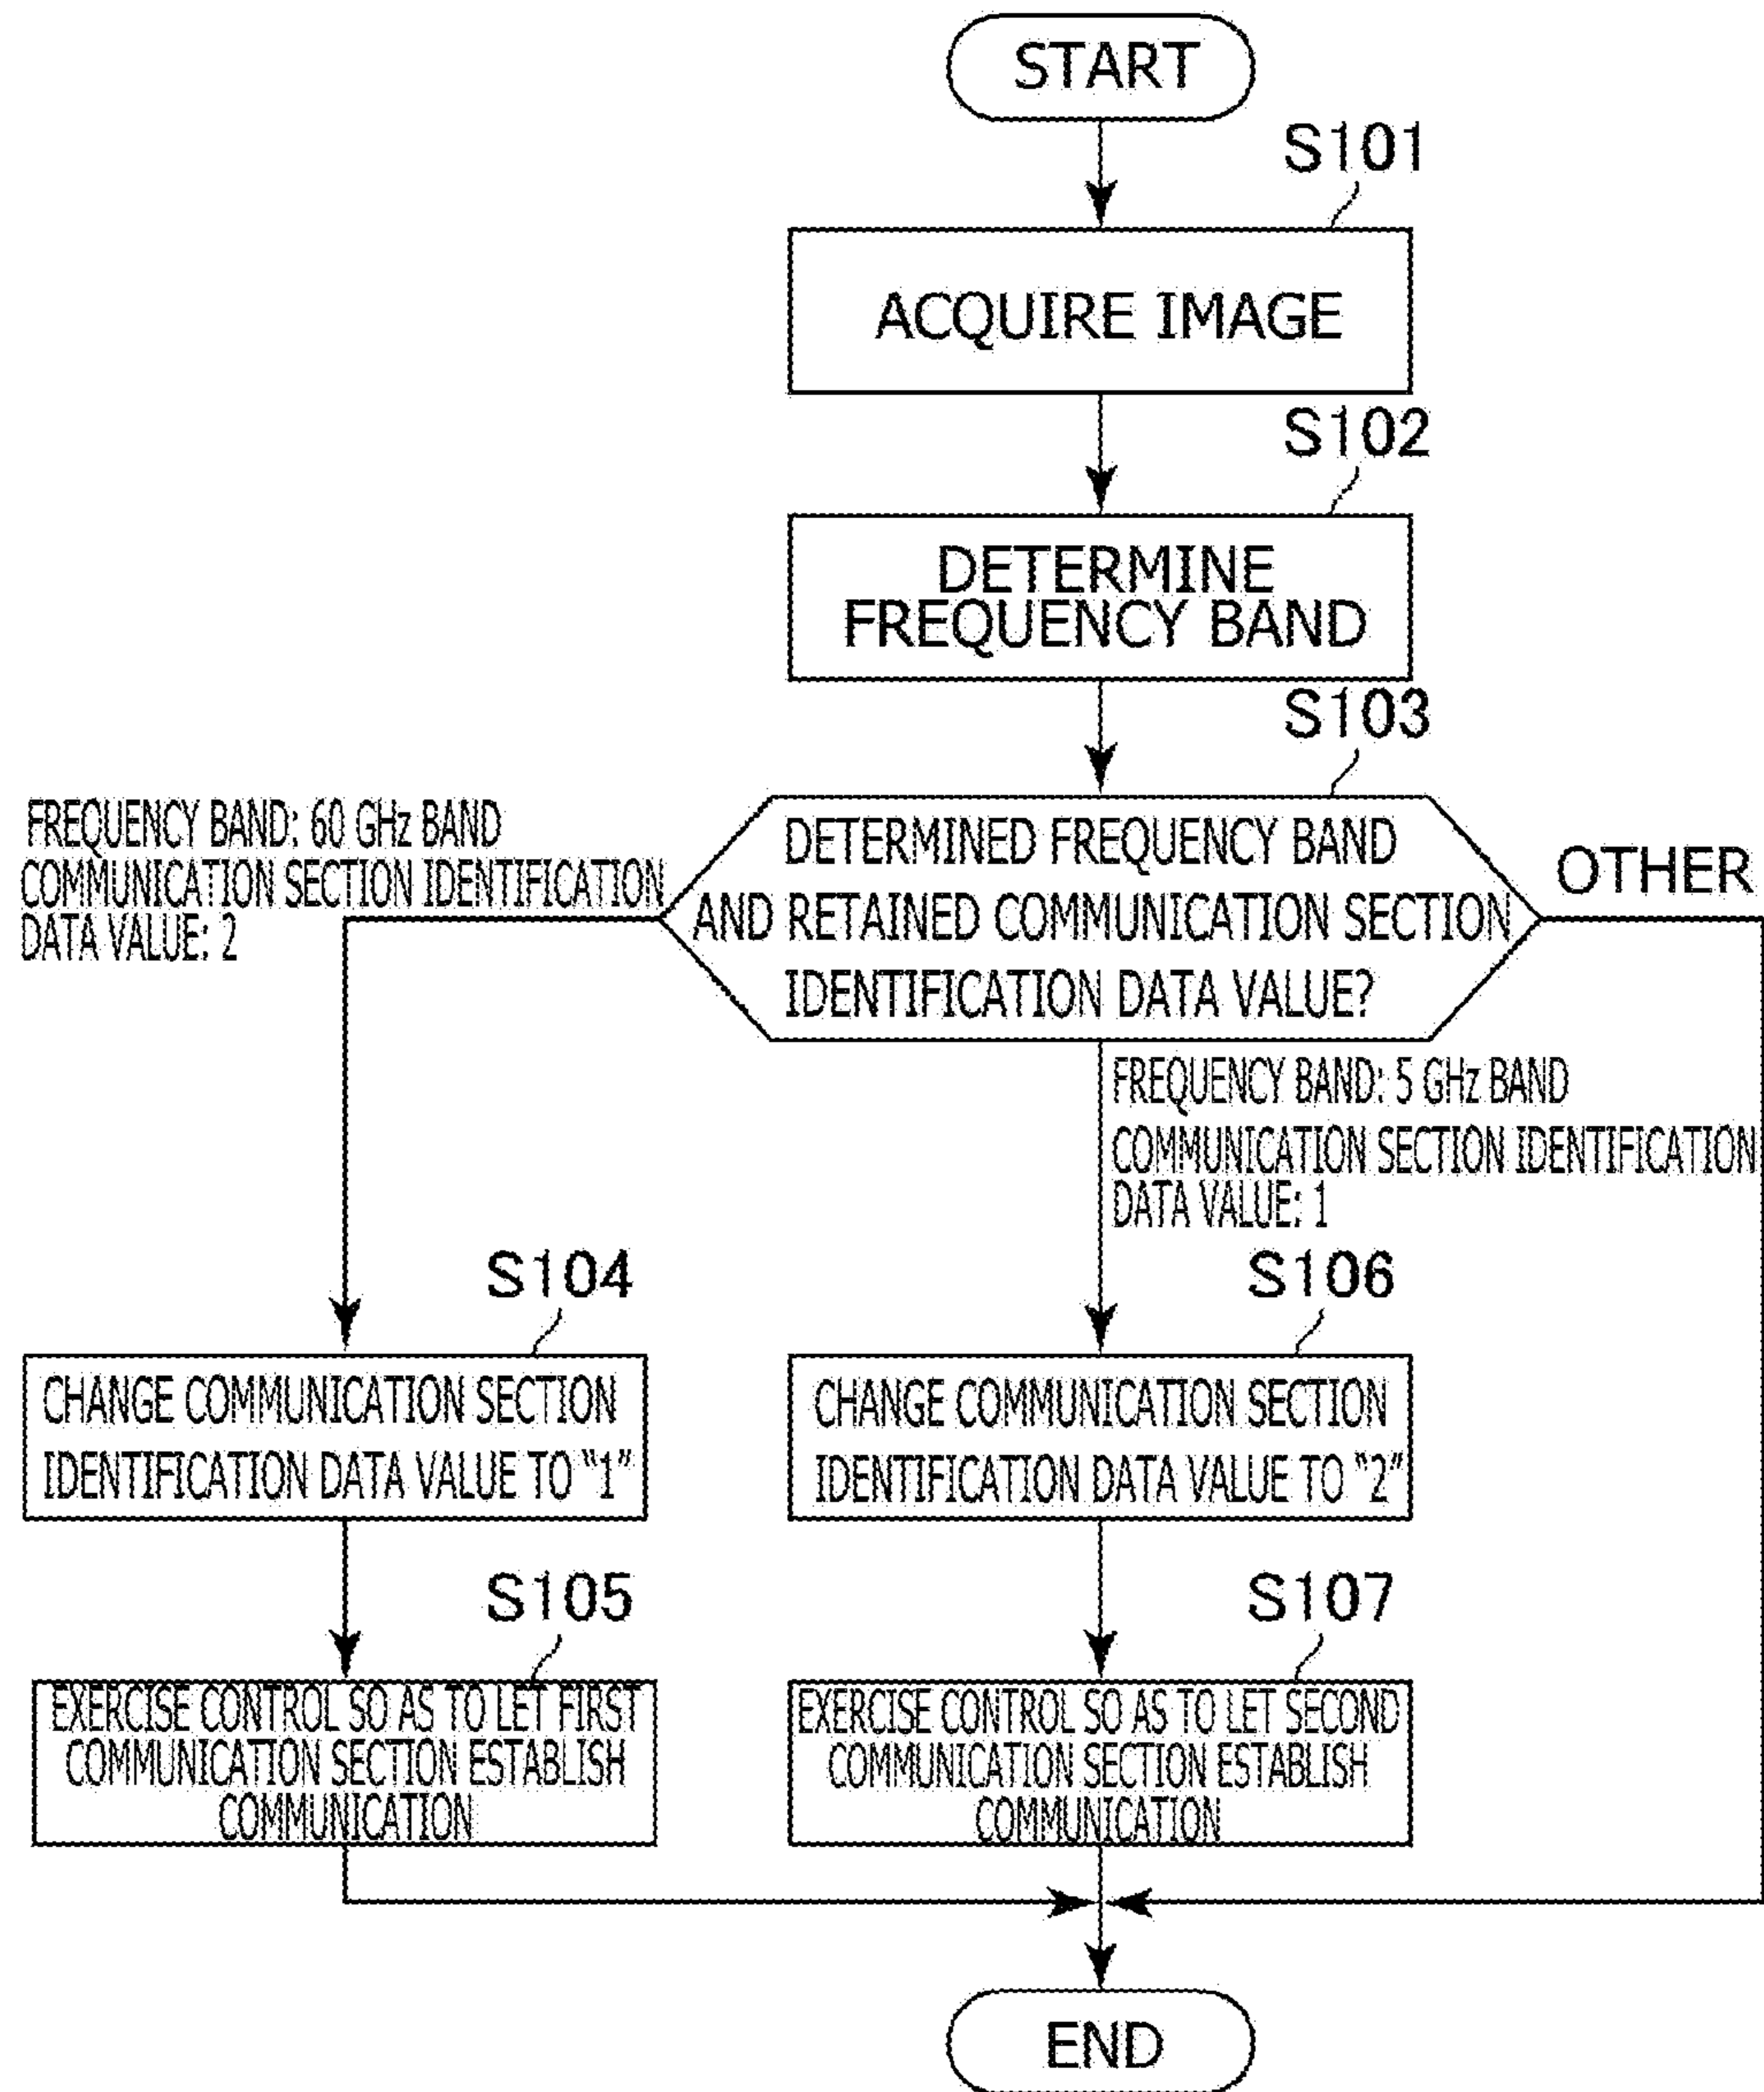 START
S101
ACQUIRE IMAGE
S102
DETERMINE
FREQUENCY BAND
S103
DETERMINED FREQUENCY BAND
AND RETAINED COMMUNICATION SECTION
IDENTIFICATION DATA VALUE?
FREQUENCY BAND: 60 GHz BAND
COMMUNICATION SECTION IDENTIFICATION
DATA VALUE: 2
OTHER
FREQUENCY BAND: 5 GHz BAND
COMMUNICATION SECTION IDENTIFICATION
DATA VALUE: 1
S104
CHANGE COMMUNICATION SECTION
IDENTIFICATION DATA VALUE TO “1”
S106
CHANGE COMMUNICATION SECTION
IDENTIFICATION DATA VALUE TO “2”
S105
EXERCISE CONTROL SO AS TO LET FIRST
COMMUNICATION SECTION ESTABLISH
COMMUNICATION
S107
EXERCISE CONTROL SO AS TO LET SECOND
COMMUNICATION SECTION ESTABLISH
COMMUNICATION
END